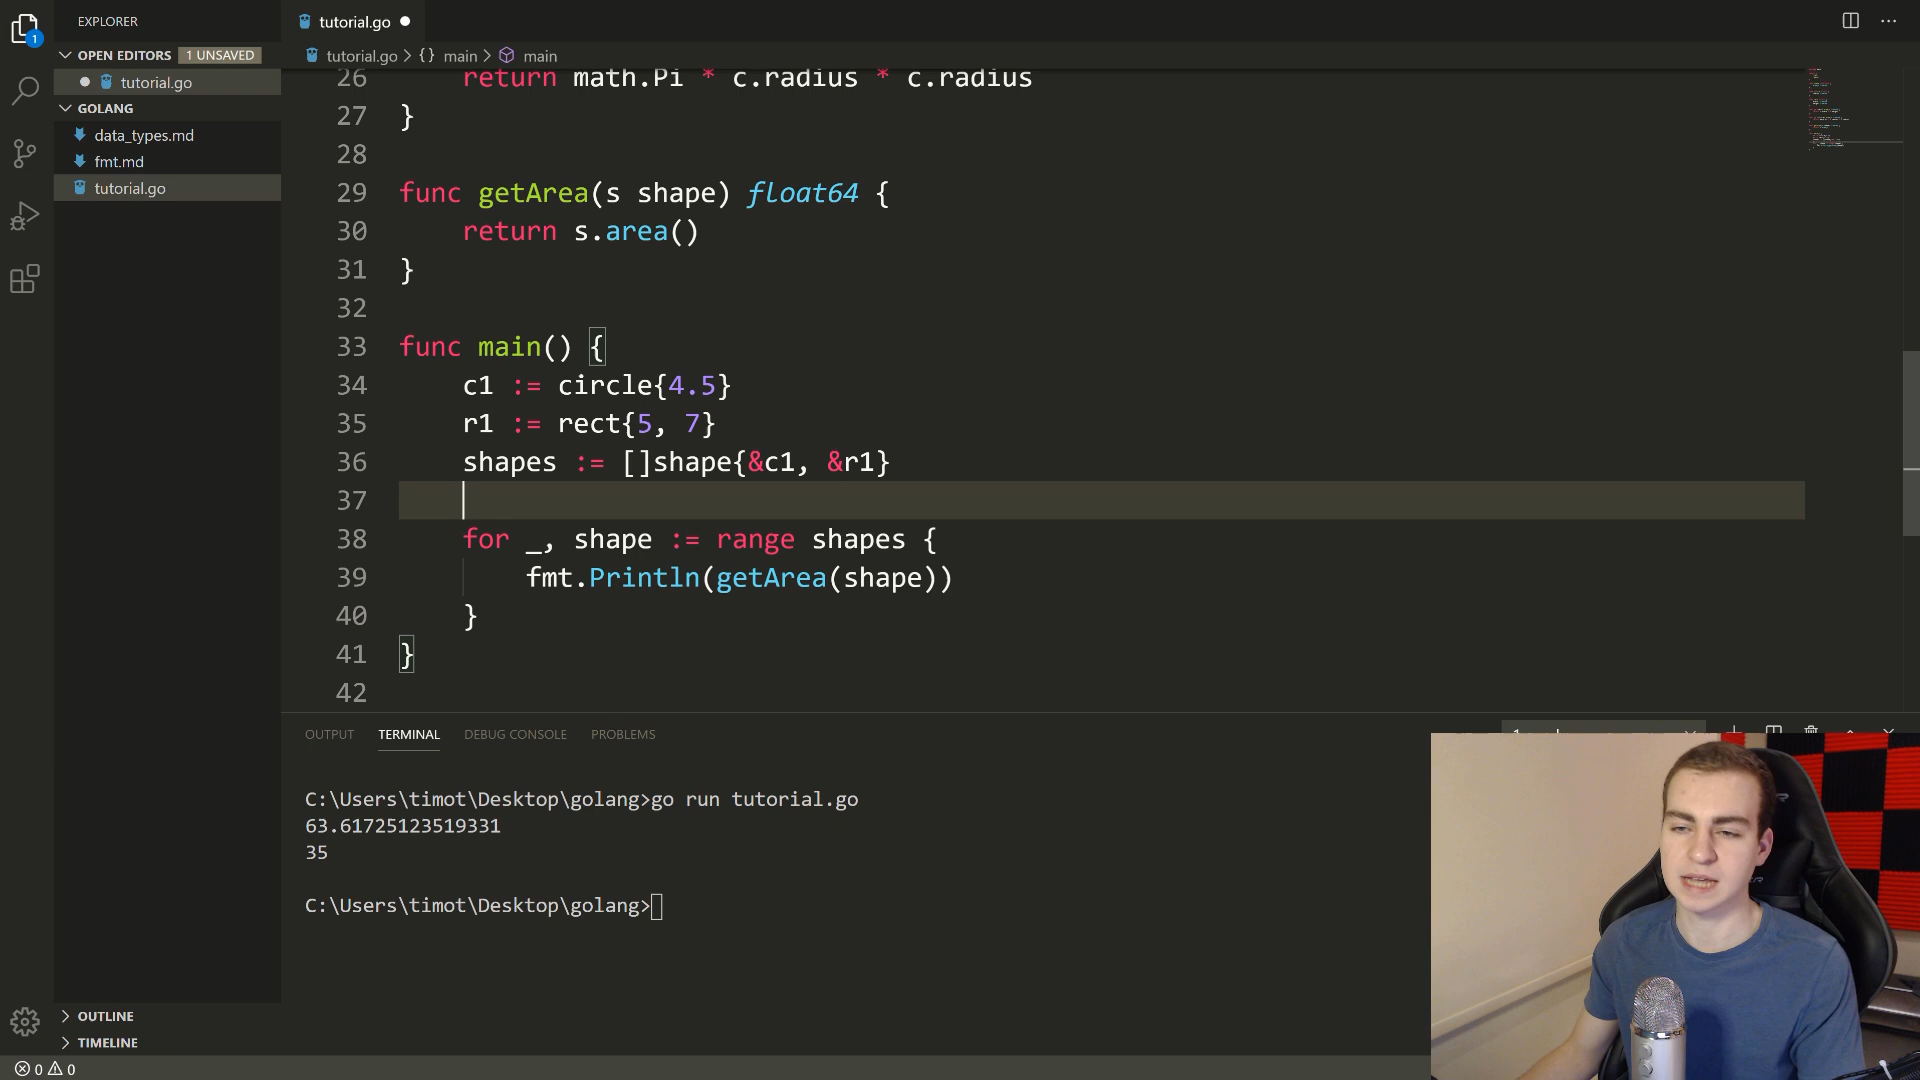 EXPLORER
OPEN EDITORS 1 UNSAVED
tutorial.go
GOLANG
data_types.md
fmt.md
tutorial.go
OUTLINE
TIMELINE
0 0
1
tutorial.go
tutorial.go > {} main > main
26 return math.Pi * c.radius * c.radius
27 }
28
29 func getArea(s shape) float64 {
30 return s.area()
31 }
32
33 func main() {
34 c1 := circle{4.5}
35 r1 := rect{5, 7}
36 shapes := []shape{&c1, &r1}
37
38 for _, shape := range shapes {
39 fmt.Println(getArea(shape))
40 }
41 }
42
OUTPUT TERMINAL DEBUG CONSOLE PROBLEMS
C:\Users\timot\Desktop\golang>go run tutorial.go
63.61725123519331
35
C:\Users\timot\Desktop\golang>